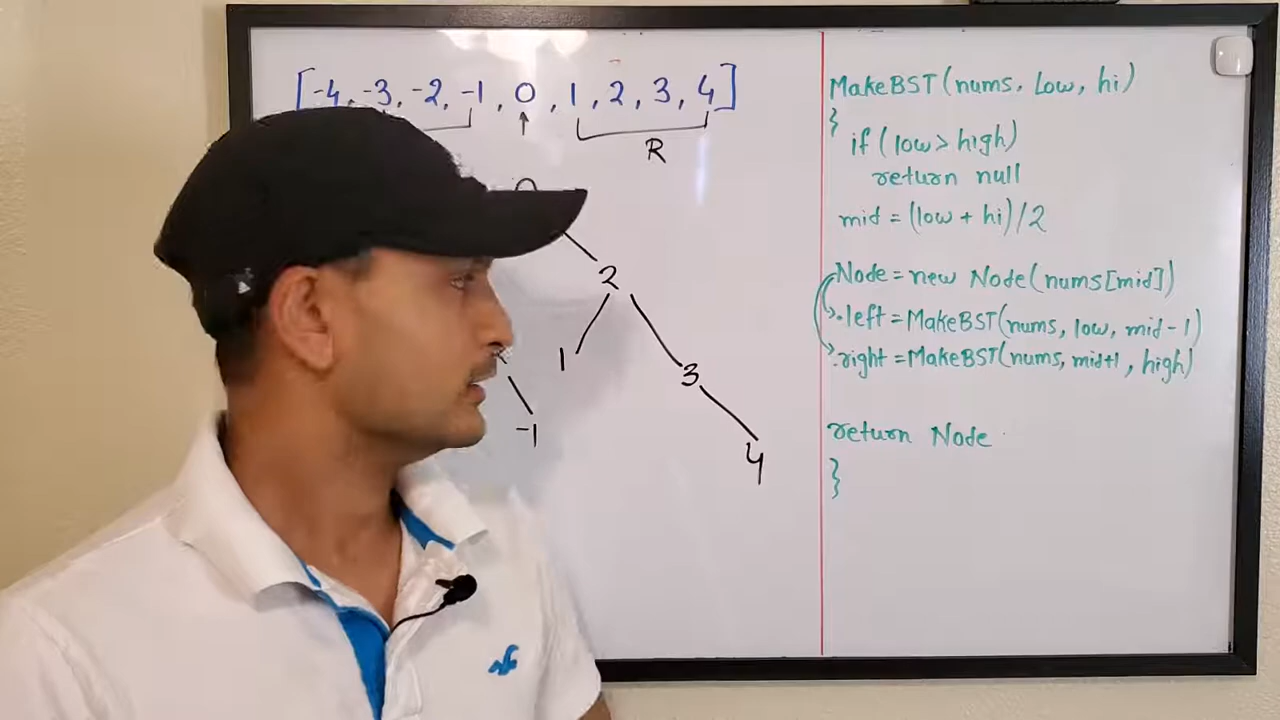 [-4, -3, -2, -1, 0, 1, 2, 3, 4]
R
2
1
3
-1
4
MakeBST(nums, Low, hi)
}
if (low > high)
return null
mid = (low + hi)/2
Node = new Node(nums[mid])
.left = MakeBST(nums, low, mid-1)
.right = MakeBST(nums, mid+1, high)
return Node
}